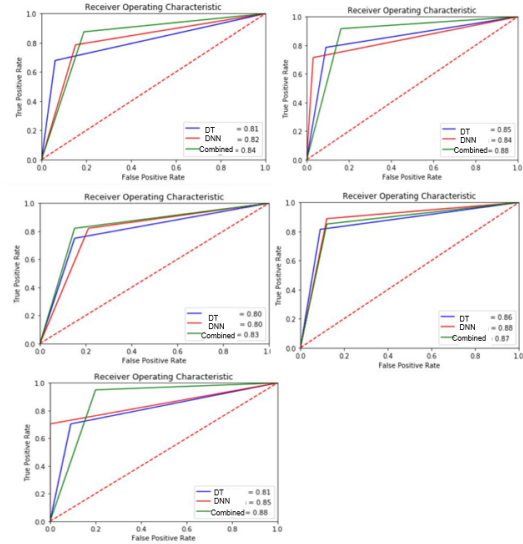 Receiver Operating Characteristic
True Positive Rate
1.0
0.8
0.6
0.4
0.2
0.0
DT = 0.81
DNN = 0.82
Combined = 0.84
0.0 0.2 0.4 0.6 0.8 1.0
False Positive Rate
Receiver Operating Characteristic
True Positive Rate
1.0
0.8
0.6
0.4
0.2
0.0
DT = 0.85
DNN = 0.84
Combined = 0.88
0.0 0.2 0.4 0.6 0.8 1.0
False Positive Rate
Receiver Operating Characteristic
True Positive Rate
1.0
0.8
0.6
0.4
0.2
0.0
DT = 0.80
DNN = 0.80
Combined = 0.83
0.0 0.2 0.4 0.6 0.8 1.0
False Positive Rate
Receiver Operating Characteristic
True Positive Rate
1.0
0.8
0.6
0.4
0.2
0.0
DT = 0.86
DNN = 0.88
Combined = 0.87
0.0 0.2 0.4 0.6 0.8 1.0
False Positive Rate
Receiver Operating Characteristic
True Positive Rate
1.0
0.8
0.6
0.4
0.2
0.0
DT = 0.81
DNN = 0.85
Combined = 0.88
0.0 0.2 0.4 0.6 0.8 1.0
False Positive Rate